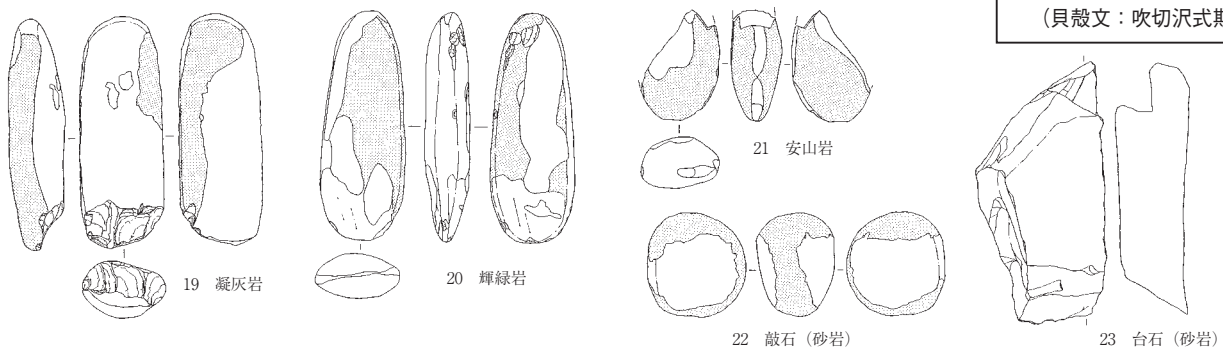 (貝殻文：吹切沢式期
19 凝灰岩
20 輝緑岩
21 安山岩
22 敲石（砂岩）
23 台石（砂岩）